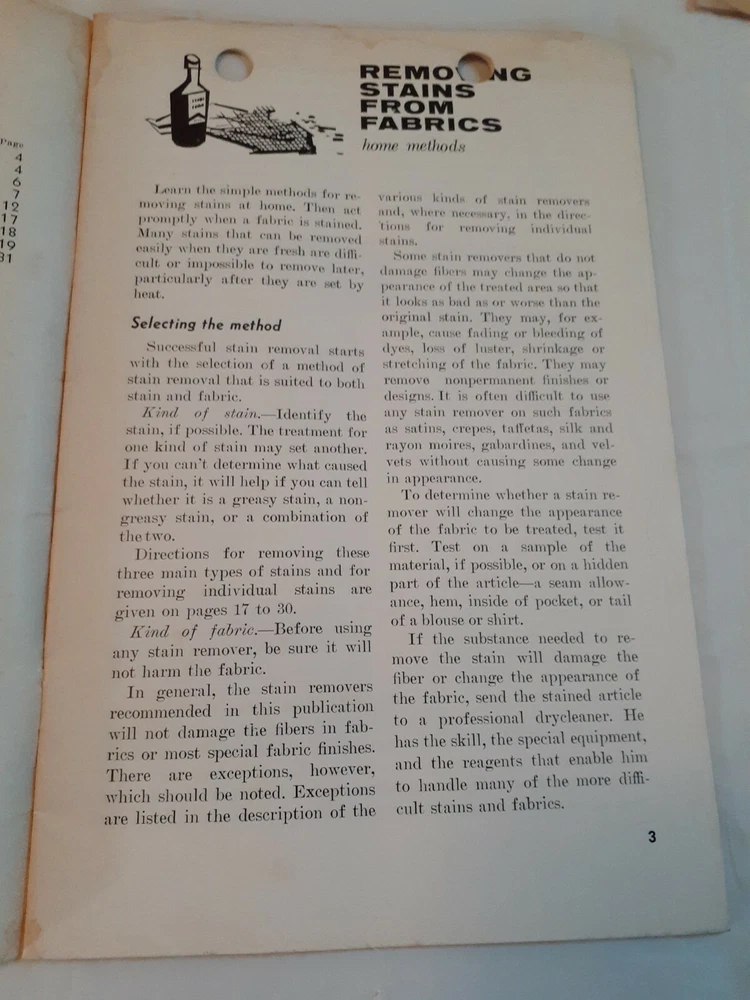 Page
4
4
6
7
12
17
18
19
31
REMO NG
STAINS
FROM
FABRICS
home methods
Learn the simple methods for re-
moving stains at home. Then act
promptly when a fabric is stained.
Many stains that can be removed
easily when they are fresh are diffi-
cult or impossible to remove later,
particularly after they are set by
heat.
Selecting the method
Successful stain removal starts
with the selection of a method of
stain removal that is suited to both
stain and fabric.
Kind of stain.—Identify the
stain, if possible. The treatment for
one kind of stain may set another.
If you can't determine what caused
the stain, it will help if you can tell
whether it is a greasy stain, a non-
greasy stain, or a combination of
the two.
Directions for removing these
three main types of stains and for
removing individual stains are
given on pages 17 to 30.
Kind of fabric.—Before using
any stain remover, be sure it will
not harm the fabric.
In general, the stain removers
recommended in this publication
will not damage the fibers in fab-
rics or most special fabric finishes.
There are exceptions, however,
which should be noted. Exceptions
are listed in the description of the
various kinds of stain removers
and, where necessary, in the direc-
tions for removing individual
stains.
Some stain removers that do not
damage fibers may change the ap-
pearance of the treated area so that
it looks as bad as or worse than the
original stain. They may, for ex-
ample, cause fading or bleeding of
dyes, loss of luster, shrinkage or
stretching of the fabric. They may
remove nonpermanent finishes or
designs. It is often difficult to use
any stain remover on such fabrics
as satins, crepes, taffetas, silk and
rayon moires, gabardines, and vel-
vets without causing some change
in appearance.
To determine whether a stain re-
mover will change the appearance
of the fabric to be treated, test it
first. Test on a sample of the
material, if possible, or on a hidden
part of the article—a seam allow-
ance, hem, inside of pocket, or tail
of a blouse or shirt.
If the substance needed to re-
move the stain will damage the
fiber or change the appearance of
the fabric, send the stained article
to a professional drycleaner. He
has the skill, the special equipment,
and the reagents that enable him
to handle many of the more diffi-
cult stains and fabrics.
3